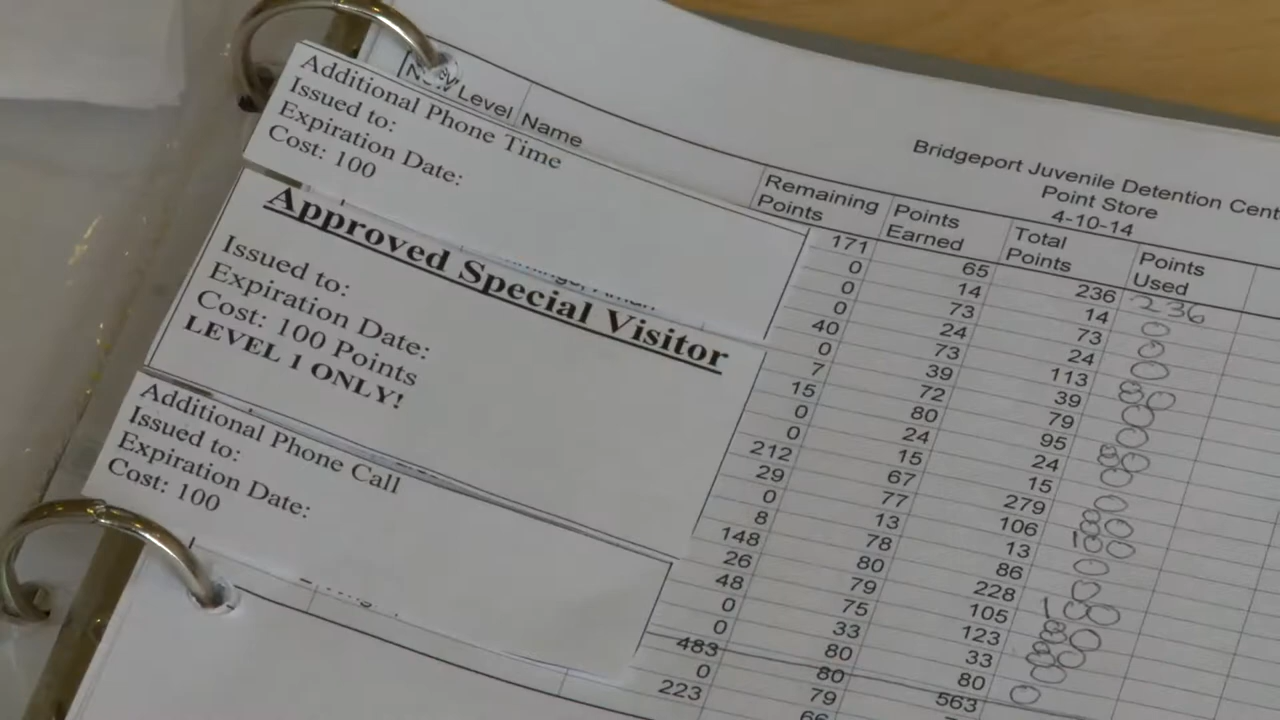 Additional Phone Time
Issued to:
Expiration Date:
Cost: 100
Approved Special Visitor
Issued to:
Expiration Date:
Cost: 100 Points
LEVEL 1 ONLY!
Additional Phone Call
Issued to:
Expiration Date:
Cost: 100
Bridgeport Juvenile Detention Cent
Point Store
4-10-14
Level Name Remaining Points Points Earned Total Points Points Used
171 65 236 236
0 14 14 0
0 73 73 0
0 24 24 0
40 73 113
0 39 39
7 72 79
15 80 95
0 24 24
0 15 15
212 67 279
29 77 106
0 13 13
8 78 86
148 80 228
26 79 105
48 75 123
0 33 33
0 80 80
483 80 563
0 79
223 66